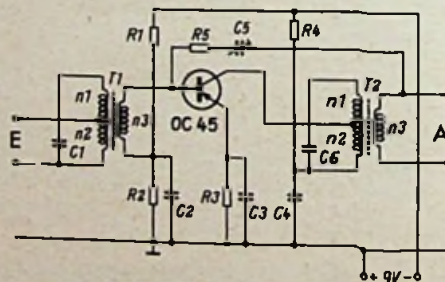 R1 R5 C5 R4
T1 T2
n1 n1
E n2 n3 OC 45 n2 n3 A
C1 C6
R2 C2 R3 C3 C4
+ 9V -